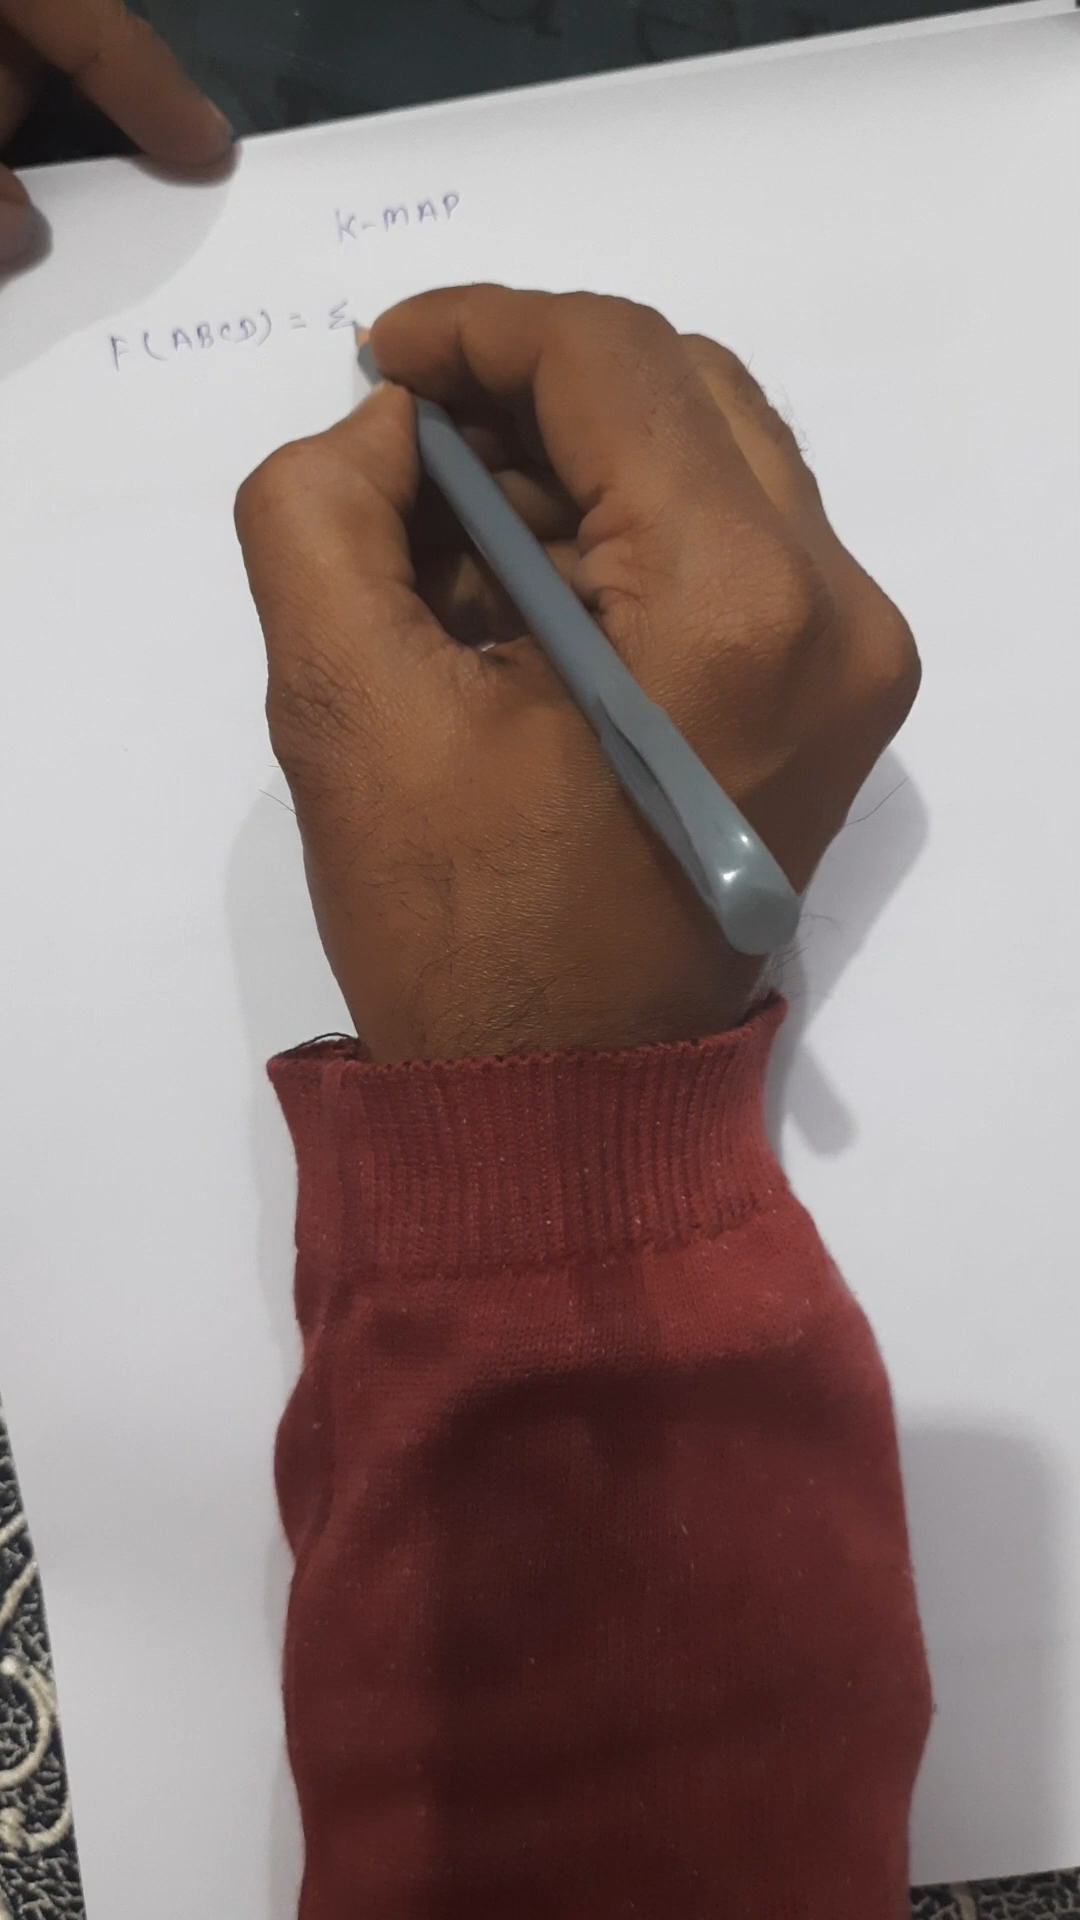 K-MAP
F(ABCD) = Σ